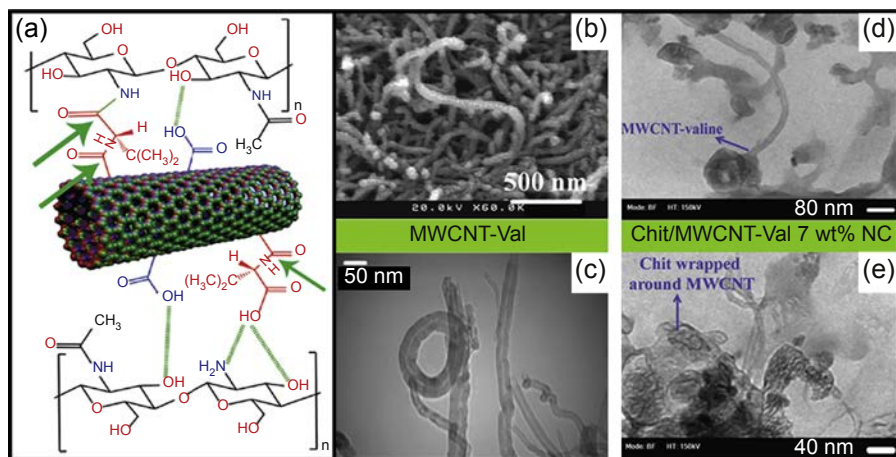 (a)
HO
OH
O
O
O
HO
HO
O
NH
HO
NH
n
O
HO
O
CH₃
O
H
N
H
C(CH₃)₂
O
O
O
N
H
(H₃C)₂C
H
O
OH
O
HO
CH₃
O
NH
OH
H₂N
OH
O
O
O
O
HO
OH
n
(b)
500 nm
20.0kV X60.0K
MWCNT-Val
(c)
50 nm
(d)
MWCNT-valine
Mode: BF HT: 150kV
80 nm
Chit/MWCNT-Val 7 wt% NC
(e)
Chit wrapped
around MWCNT
Mode: BF HT: 150kV
40 nm